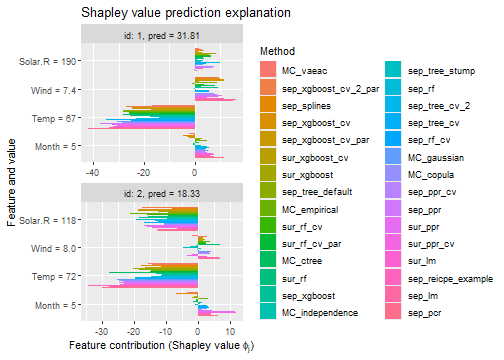 Shapley value prediction explanation
id: 1, pred = 31.81
Solar.R = 190
Wind = 7.4
Temp = 67
Month = 5
-40 -20 0
id: 2, pred = 18.33
Solar.R = 118
Wind = 8.0
Temp = 72
Month = 5
-30 -20 -10 0 10
Feature contribution (Shapley value ϕj)
Feature and value
Method
MC_vaeac
sep_xgboost_cv_2_par
sep_splines
sep_xgboost_cv
sep_xgboost_cv_par
sur_xgboost_cv
sur_xgboost
sep_tree_default
MC_empirical
sur_rf_cv
sur_rf_cv_par
MC_ctree
sur_rf
sep_xgboost
MC_independence
sep_tree_stump
sep_rf
sep_tree_cv_2
sep_tree_cv
sep_rf_cv
MC_gaussian
MC_copula
sep_ppr_cv
sep_ppr
sur_ppr
sur_ppr_cv
sur_lm
sep_reicpe_example
sep_lm
sep_pcr